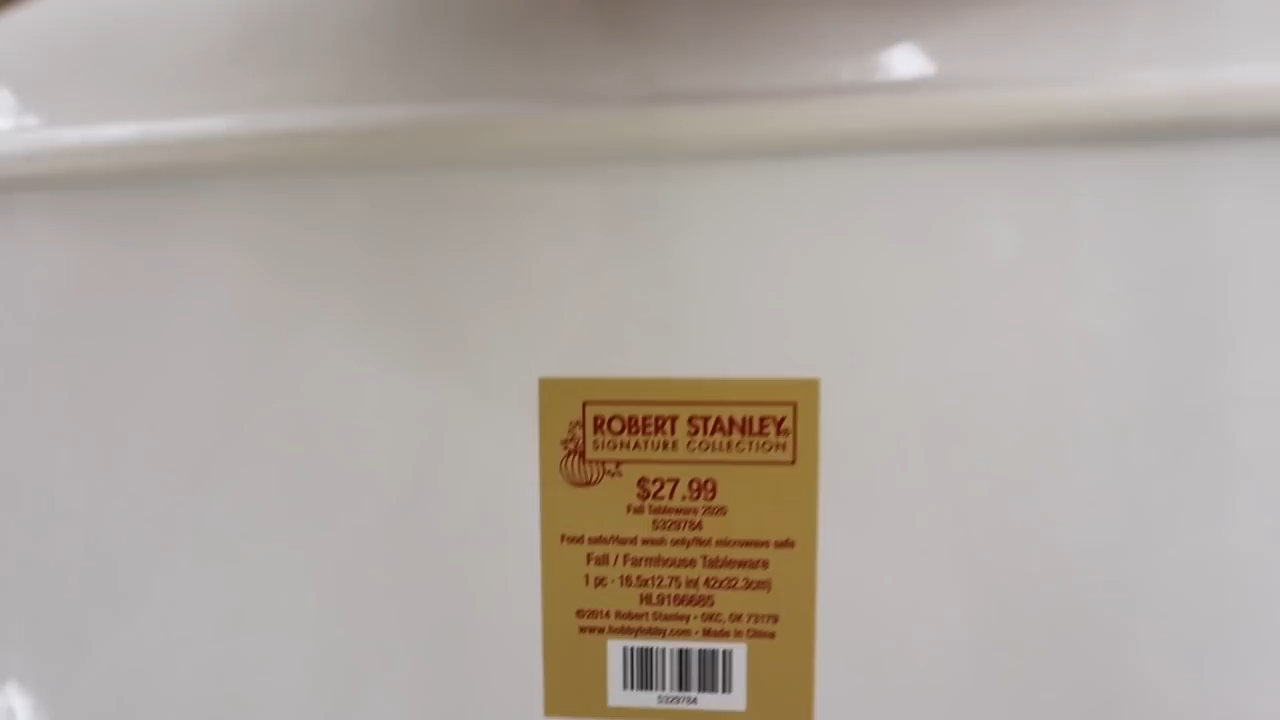 ROBERT STANLEY®
SIGNATURE COLLECTION
$27.99
Fall Tableware 2020
5329784
Food safe/Hand wash only/Not microwave safe
Fall / Farmhouse Tableware
1 pc - 16.5x12.75 in( 42x32.3cm)
HL9166685
©2014 Robert Stanley • OKC, OK 73179
www.hobbylobby.com • Made in China
5329784